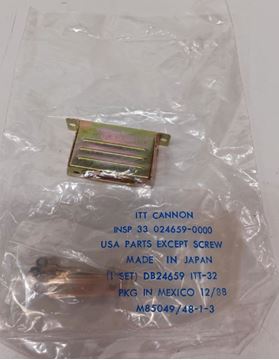 ITT CANNON
INSP 33 024659-0000
USA PARTS EXCEPT SCREW
MADE IN JAPAN
(1 SET) DB24659 ITT-32
PKG IN MEXICO 12/88
M85049/48-1-3